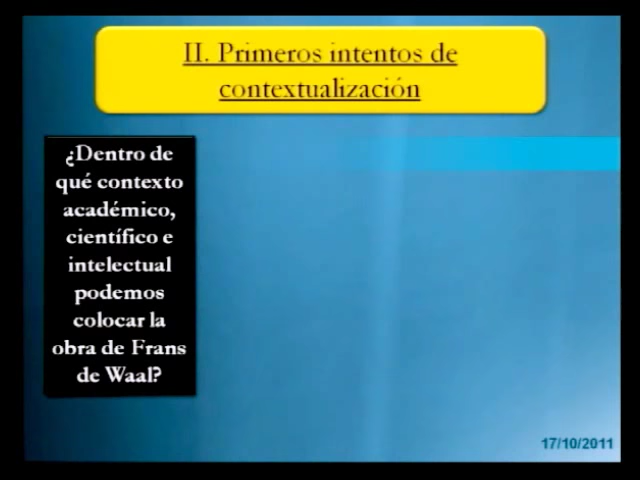 II. Primeros intentos de
contextualización
¿Dentro de
qué contexto
académico,
científico e
intelectual
podemos
colocar la
obra de Frans
de Waal?
17/10/2011